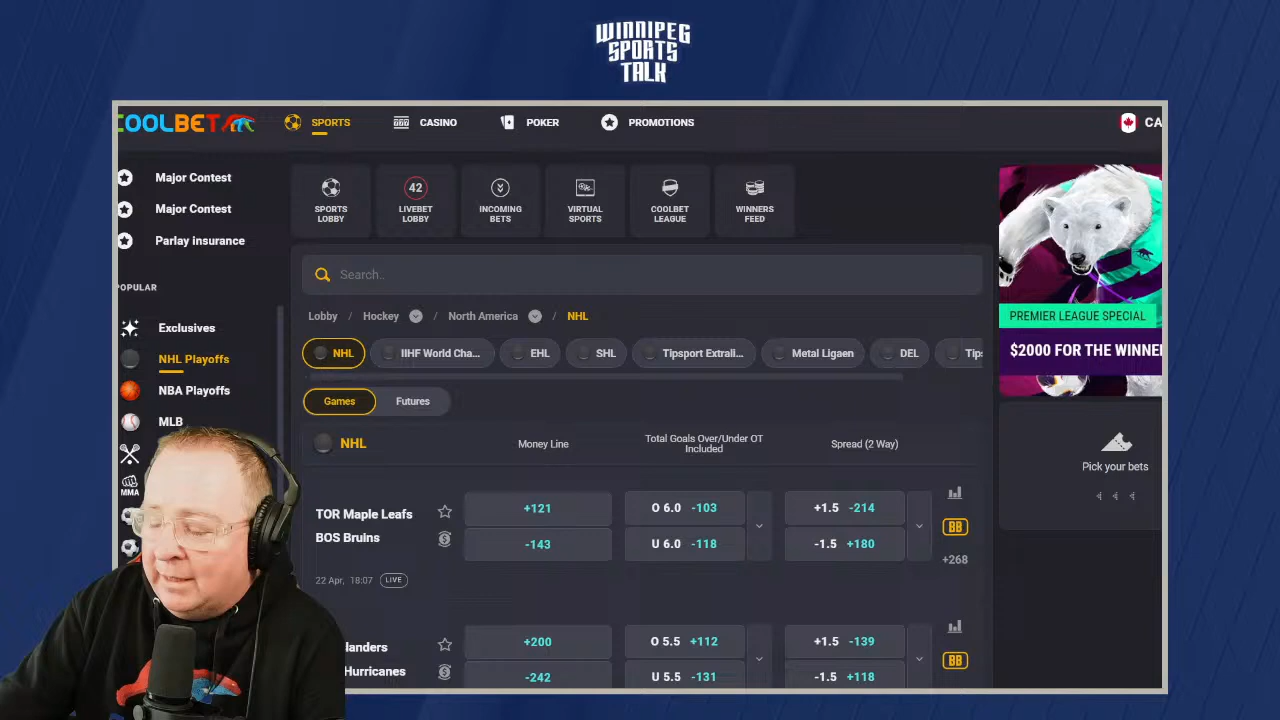 WINNIPEG
SPORTS
TALK
COOLBET
SPORTS
CASINO
POKER
PROMOTIONS
CA
Major Contest
Major Contest
Parlay insurance
POPULAR
Exclusives
NHL Playoffs
NBA Playoffs
MLB
MMA
SPORTS
LOBBY
42
LIVEBET
LOBBY
INCOMING
BETS
VIRTUAL
SPORTS
COOLBET
LEAGUE
WINNERS
FEED
Search..
Lobby / Hockey / North America / NHL
NHL
IIHF World Cha...
EHL
SHL
Tipsport Extrali...
Metal Ligaen
DEL
Tips
Games
Futures
NHL
Money Line
Total Goals Over/Under OT
Included
Spread (2 Way)
TOR Maple Leafs
BOS Bruins
22 Apr, 18:07 LIVE
+121
-143
O 6.0 -103
U 6.0 -118
+1.5 -214
-1.5 +180
BB
+268
landers
Hurricanes
+200
-242
O 5.5 +112
U 5.5 -131
+1.5 -139
-1.5 +118
BB
PREMIER LEAGUE SPECIAL
$2000 FOR THE WINNE
Pick your bets